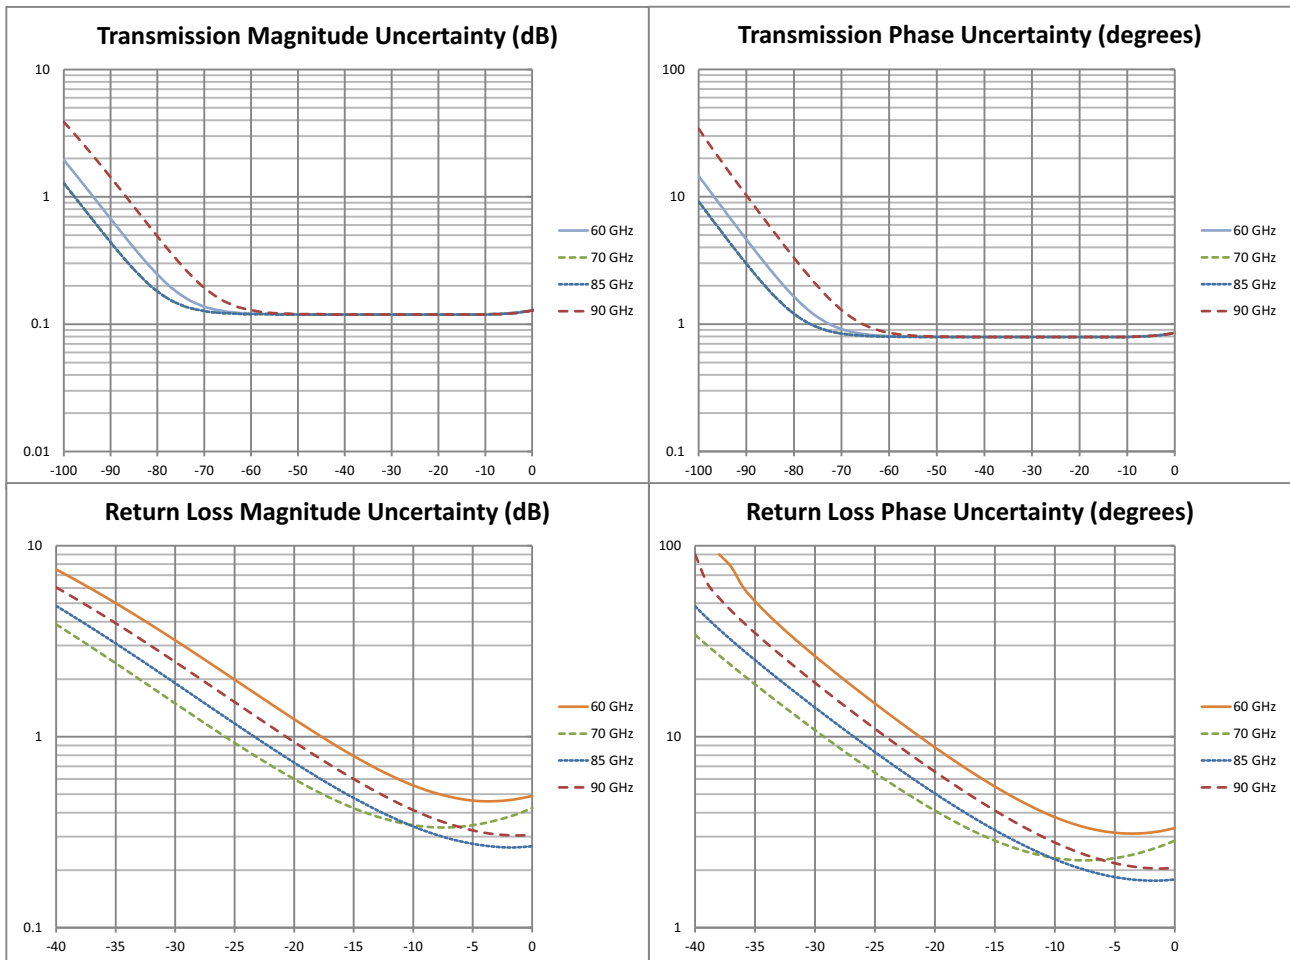 Transmission Magnitude Uncertainty (dB)
10
1
0.1
0.01
-100 -90 -80 -70 -60 -50 -40 -30 -20 -10 0
60 GHz
70 GHz
85 GHz
90 GHz
Transmission Phase Uncertainty (degrees)
100
10
1
0.1
-100 -90 -80 -70 -60 -50 -40 -30 -20 -10 0
60 GHz
70 GHz
85 GHz
90 GHz
Return Loss Magnitude Uncertainty (dB)
10
1
0.1
-40 -35 -30 -25 -20 -15 -10 -5 0
60 GHz
70 GHz
85 GHz
90 GHz
Return Loss Phase Uncertainty (degrees)
100
10
1
-40 -35 -30 -25 -20 -15 -10 -5 0
60 GHz
70 GHz
85 GHz
90 GHz